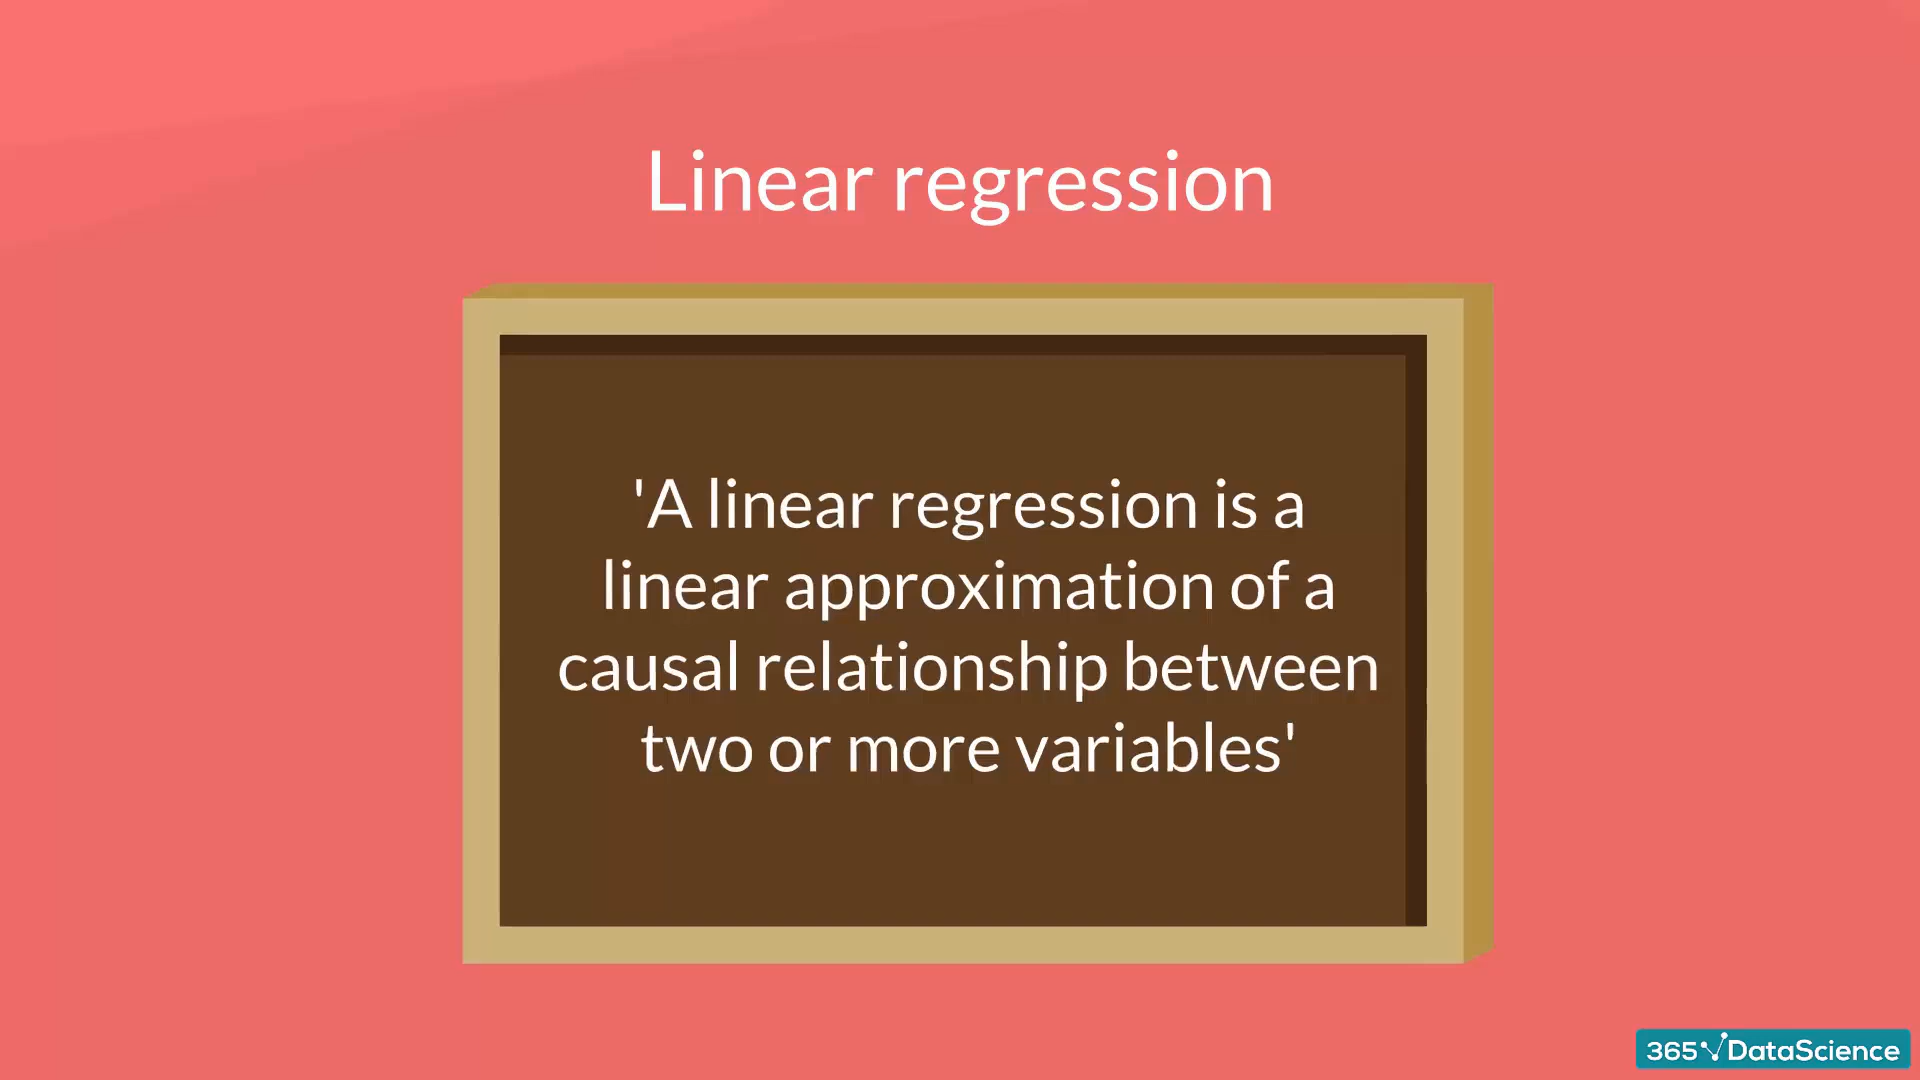 Linear regression
'A linear regression is a
linear approximation of a
causal relationship between
two or more variables'
365 DataScience